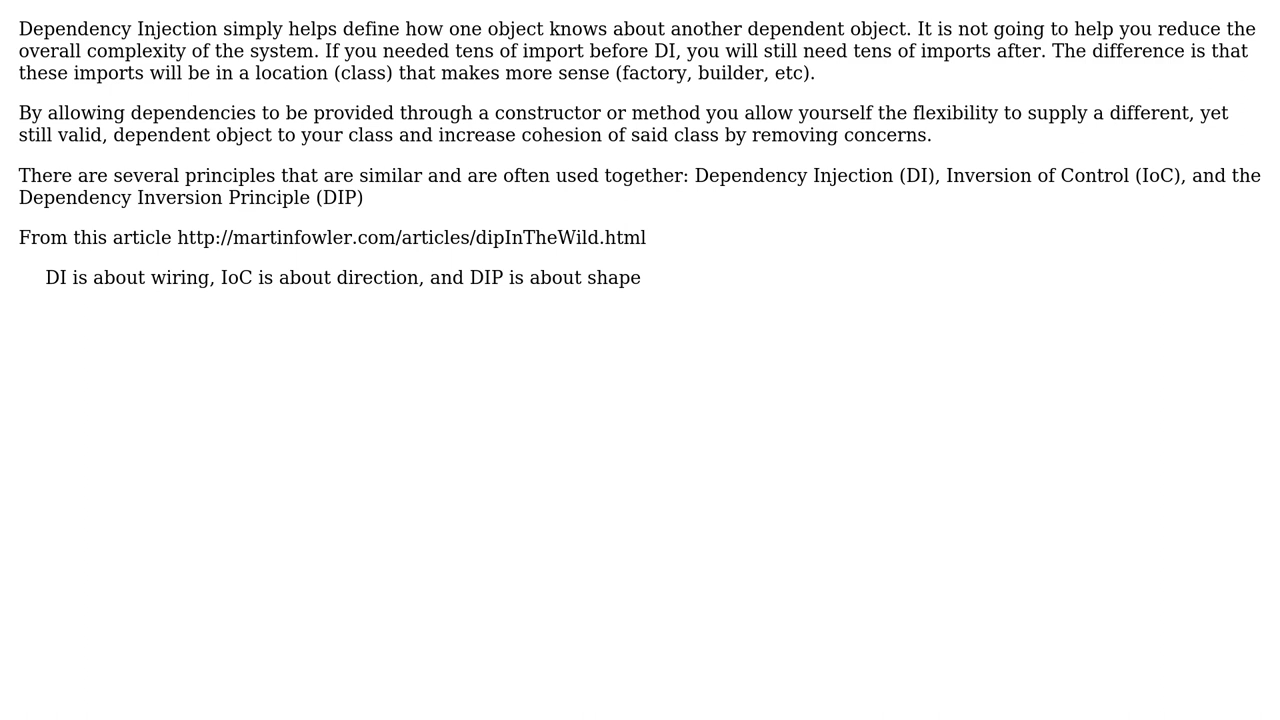 Dependency Injection simply helps define how one object knows about another dependent object. It is not going to help you reduce the
overall complexity of the system. If you needed tens of import before DI, you will still need tens of imports after. The difference is that
these imports will be in a location (class) that makes more sense (factory, builder, etc).
By allowing dependencies to be provided through a constructor or method you allow yourself the flexibility to supply a different, yet
still valid, dependent object to your class and increase cohesion of said class by removing concerns.
There are several principles that are similar and are often used together: Dependency Injection (DI), Inversion of Control (IoC), and the
Dependency Inversion Principle (DIP)
From this article http://martinfowler.com/articles/dipInTheWild.html
DI is about wiring, IoC is about direction, and DIP is about shape